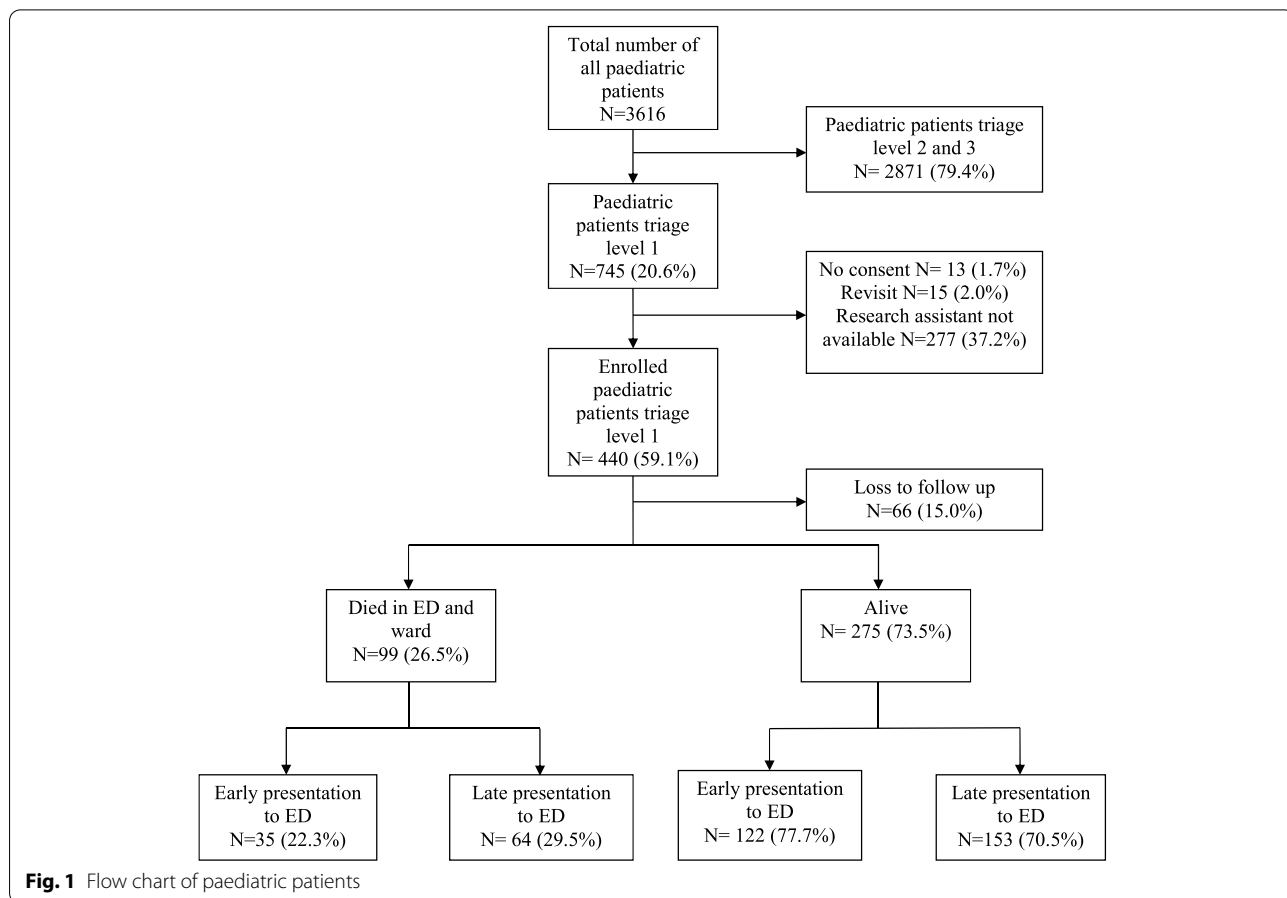 Total number of
all paediatric
patients
N=3616
Paediatric patients triage
level 2 and 3
N= 2871 (79.4%)
Paediatric
patients triage
level 1
N=745 (20.6%)
No consent N= 13 (1.7%)
Revisit N=15 (2.0%)
Research assistant not
available N=277 (37.2%)
Enrolled
paediatric
patients triage
level 1
N= 440 (59.1%)
Loss to follow up
N=66 (15.0%)
Died in ED and
ward
N=99 (26.5%)
Alive
N= 275 (73.5%)
Early presentation
to ED
N=35 (22.3%)
Late presentation
to ED
N= 64 (29.5%)
Early presentation
to ED
N= 122 (77.7%)
Late presentation
to ED
N=153 (70.5%)
Fig. 1 Flow chart of paediatric patients